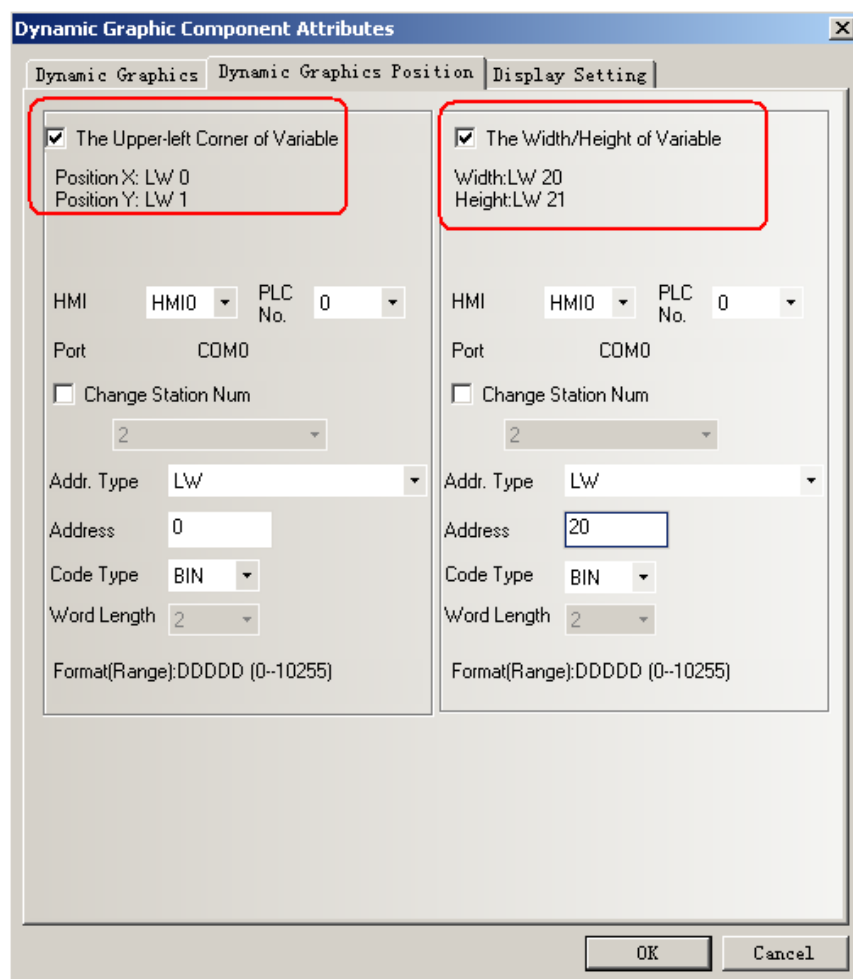 Dynamic Graphic Component Attributes
Dynamic Graphics
Dynamic Graphics Position
Display Setting
The Upper-left Corner of Variable
Position X: LW 0
Position Y: LW 1
HMI HMI0 PLC No. 0
Port COM0
Change Station Num
2
Addr. Type LW
Address 0
Code Type BIN
Word Length 2
Format(Range):DDDDD (0--10255)
The Width/Height of Variable
Width:LW 20
Height:LW 21
HMI HMI0 PLC No. 0
Port COM0
Change Station Num
2
Addr. Type LW
Address 20
Code Type BIN
Word Length 2
Format(Range):DDDDD (0--10255)
OK
Cancel